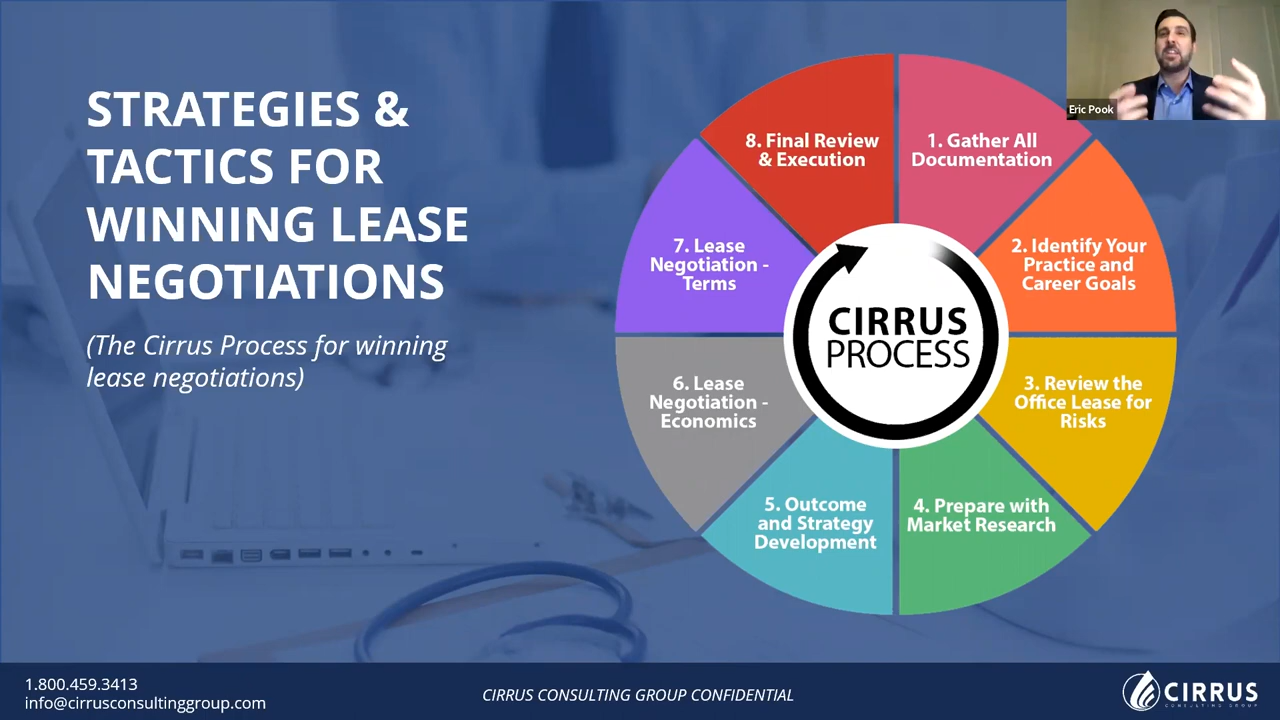 STRATEGIES &
TACTICS FOR
WINNING LEASE
NEGOTIATIONS
(The Cirrus Process for winning
lease negotiations)
8. Final Review
& Execution
1. Gather All
Documentation
7. Lease
Negotiation -
Terms
2. Identify Your
Practice and
Career Goals
CIRRUS
PROCESS
6. Lease
Negotiation -
Economics
3. Review the
Office Lease for
Risks
5. Outcome
and Strategy
Development
4. Prepare with
Market Research
Eric Pook
1.800.459.3413
info@cirrusconsultinggroup.com
CIRRUS CONSULTING GROUP CONFIDENTIAL
CIRRUS
CONSULTING GROUP